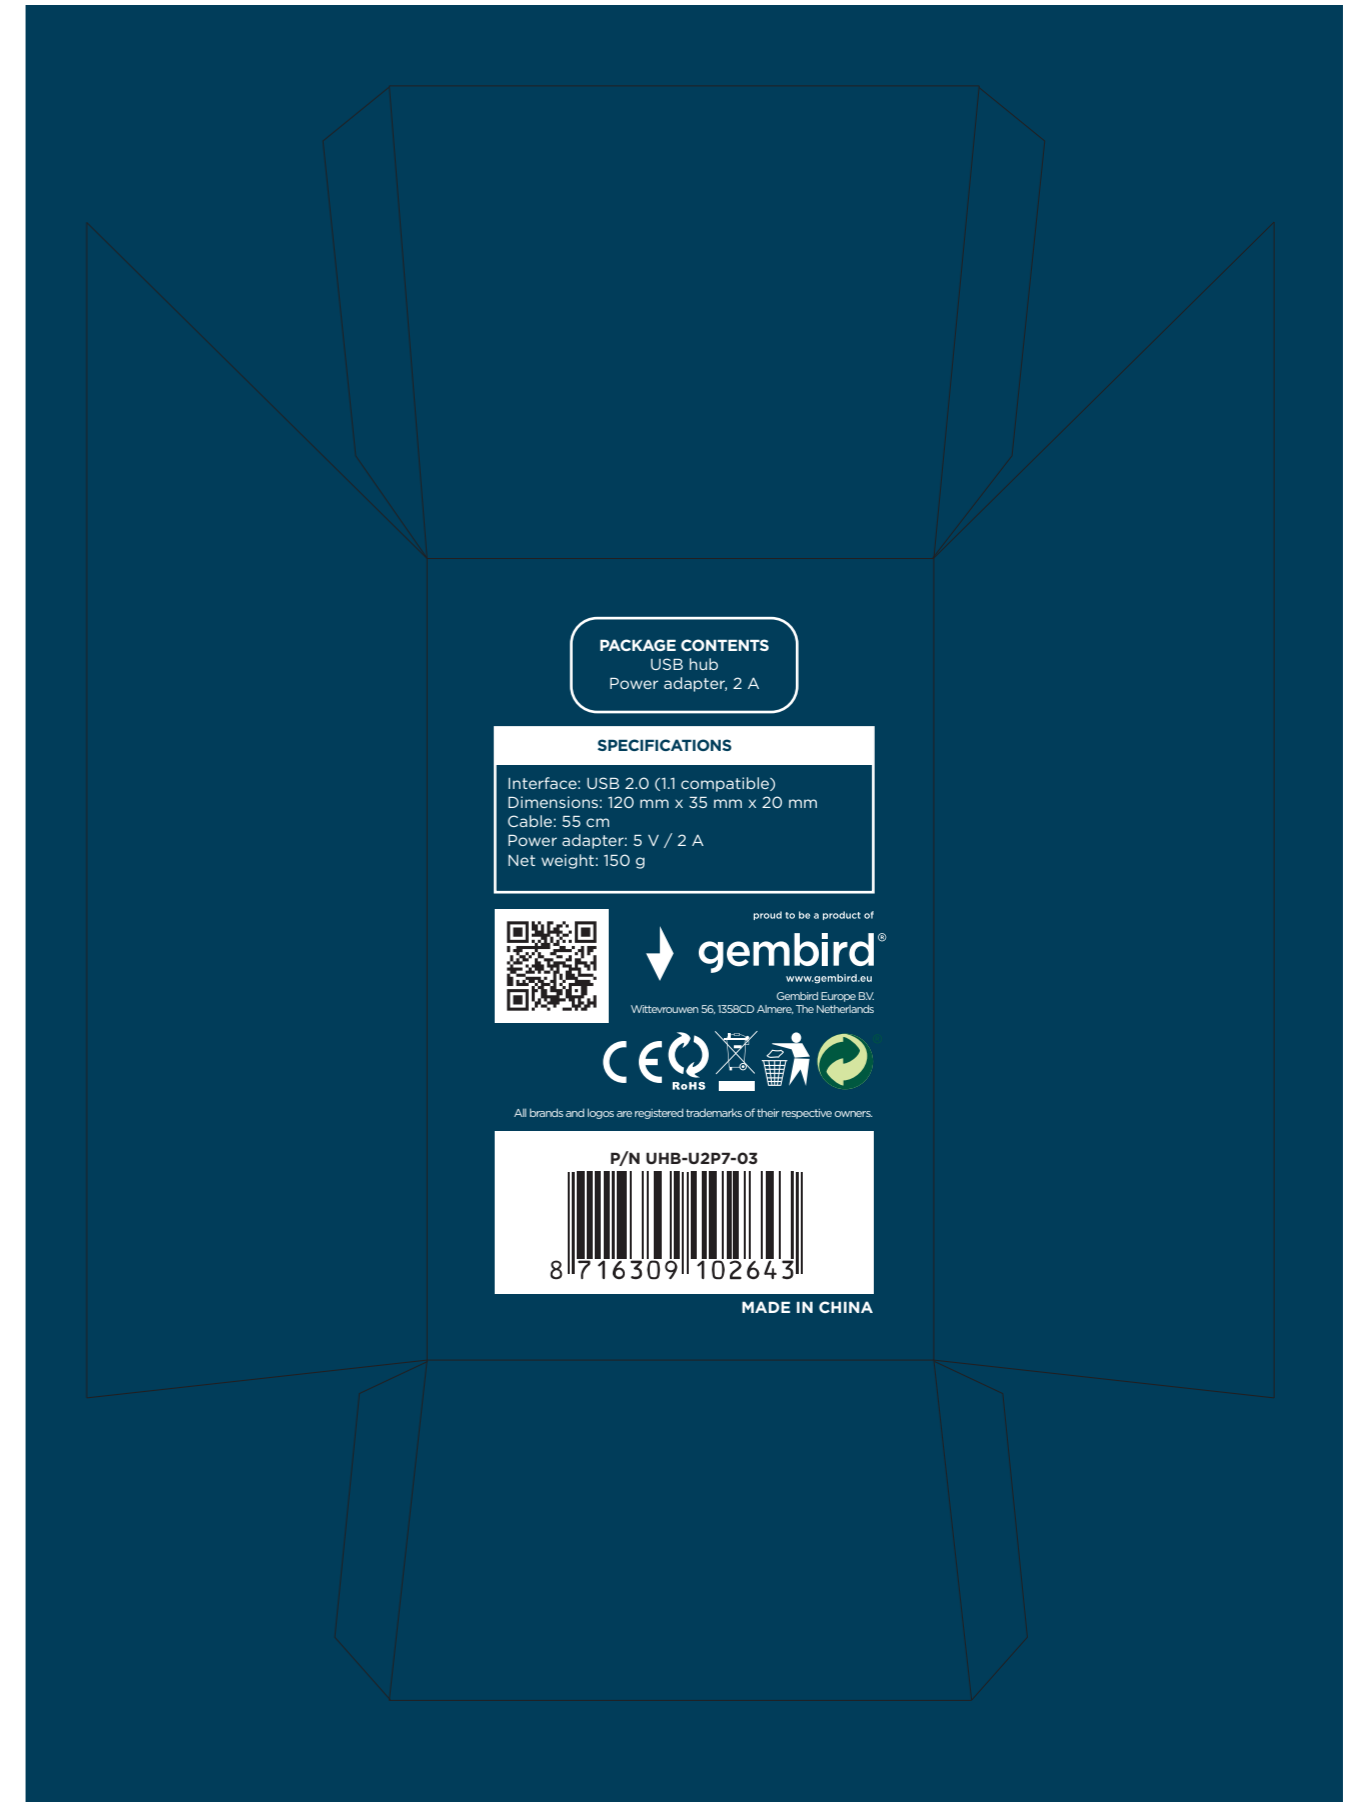 PACKAGE CONTENTS
USB hub
Power adapter, 2 A
SPECIFICATIONS
Interface: USB 2.0 (1.1 compatible)
Dimensions: 120 mm x 35 mm x 20 mm
Cable: 55 cm
Power adapter: 5 V / 2 A
Net weight: 150 g
proud to be a product of
gembird®
www.gembird.eu
Gembird Europe B.V.
Wittevrouwen 56, 1358CD Almere, The Netherlands
CE
RoHS
All brands and logos are registered trademarks of their respective owners.
P/N UHB-U2P7-03
8 716309 102643
MADE IN CHINA